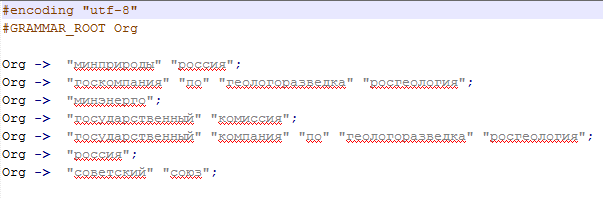 #encoding "utf-8"
#GRAMMAR_ROOT Org
Org -> "минприроды" "россия";
Org -> "госкомпания" "по" "геологоразведка" "росгеология";
Org -> "минэнерго";
Org -> "государственный" "комиссия";
Org -> "государственный" "компания" "по" "геологоразведка" "росгеология";
Org -> "россия";
Org -> "советский" "союз";